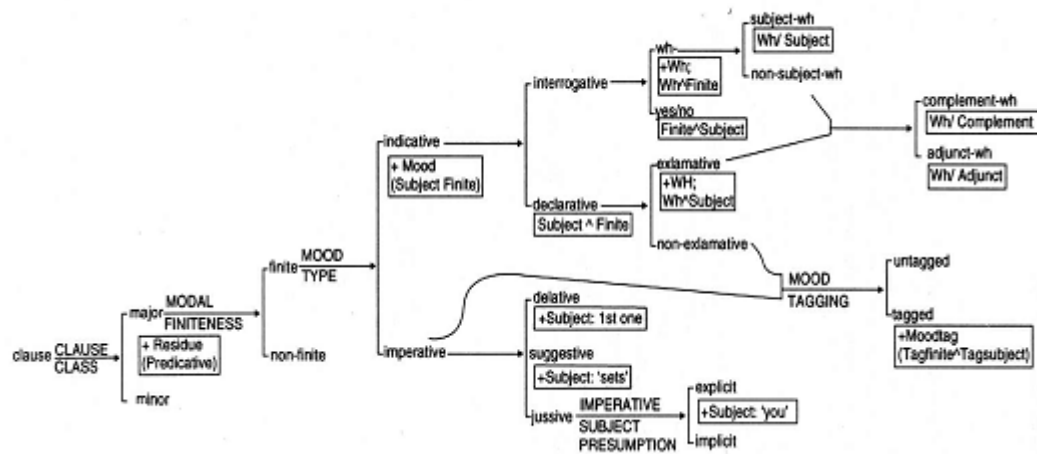 subject-wh
Wh/ Subject
wh-
+Wh;
Wh^Finite
non-subject-wh
interrogative
yes/no
Finite^Subject
complement-wh
Wh/ Complement
adjunct-wh
Wh/ Adjunct
indicative
+ Mood
(Subject Finite)
exlamative
+WH;
Wh^Subject
declarative
Subject ^ Finite
non-exlamative
finite
MOOD
TYPE
untagged
MOOD
TAGGING
tagged
+Moodtag
(Tagfinite^Tagsubject)
major
MODAL
FINITENESS
+ Residue
(Predicative)
delative
+Subject: 1st one
clause
CLAUSE
CLASS
non-finite
imperative
suggestive
+Subject: 'sets'
minor
jussive
IMPERATIVE
SUBJECT
PRESUMPTION
explicit
+Subject: 'you'
implicit